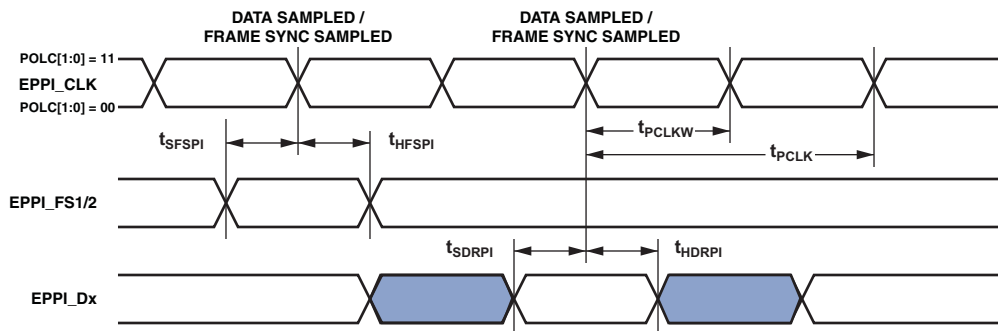 DATA SAMPLED /
FRAME SYNC SAMPLED
DATA SAMPLED /
FRAME SYNC SAMPLED
POLC[1:0] = 11
EPPI_CLK
POLC[1:0] = 00
tSFSPI
tHFSPI
tPCLKW
tPCLK
EPPI_FS1/2
tSDRPI
tHDRPI
EPPI_Dx